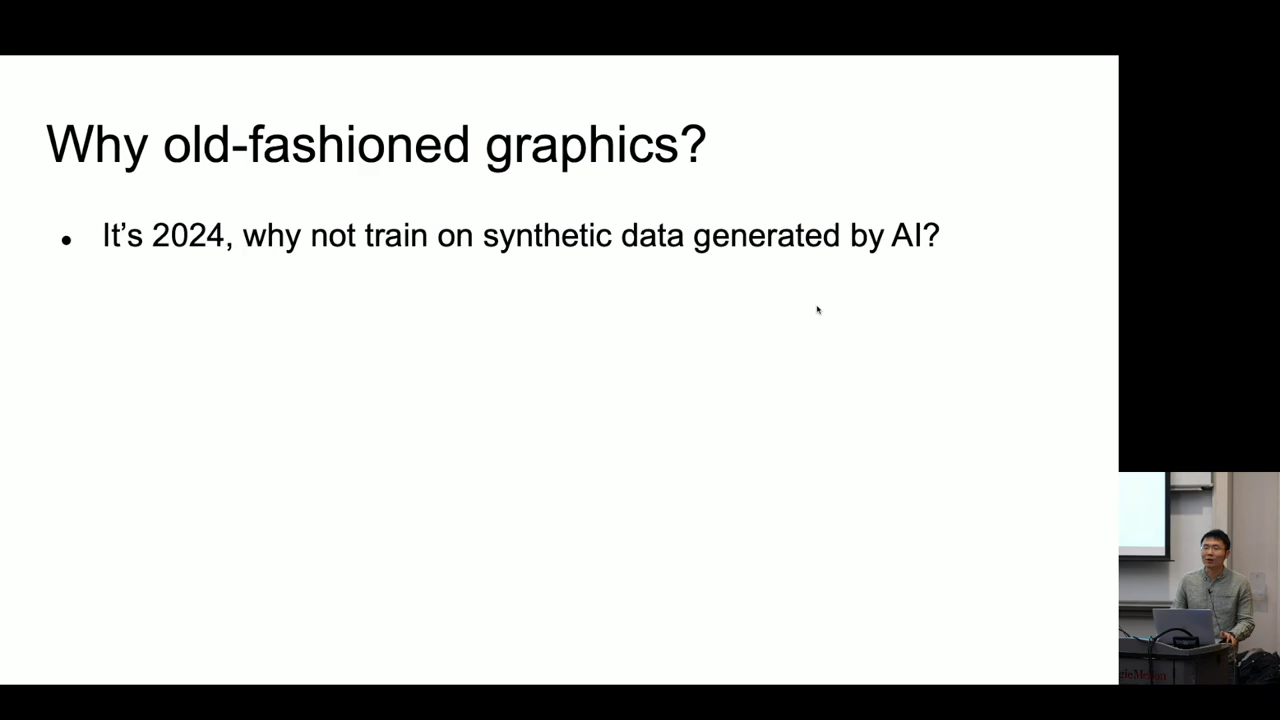 Why old-fashioned graphics?
● It’s 2024, why not train on synthetic data generated by AI?